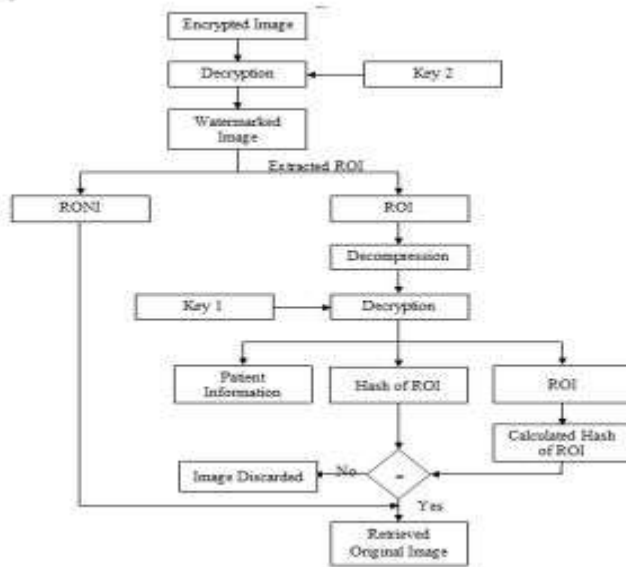 Encrypted Image
Decryption
Key 2
Watermarked
Image
Extracted ROI
RONI
ROI
Decompression
Key 1
Decryption
Patient
Information
Hash of ROI
ROI
Calculated Hash
of ROI
Image Discarded
No
=
Yes
Retrieved
Original Image